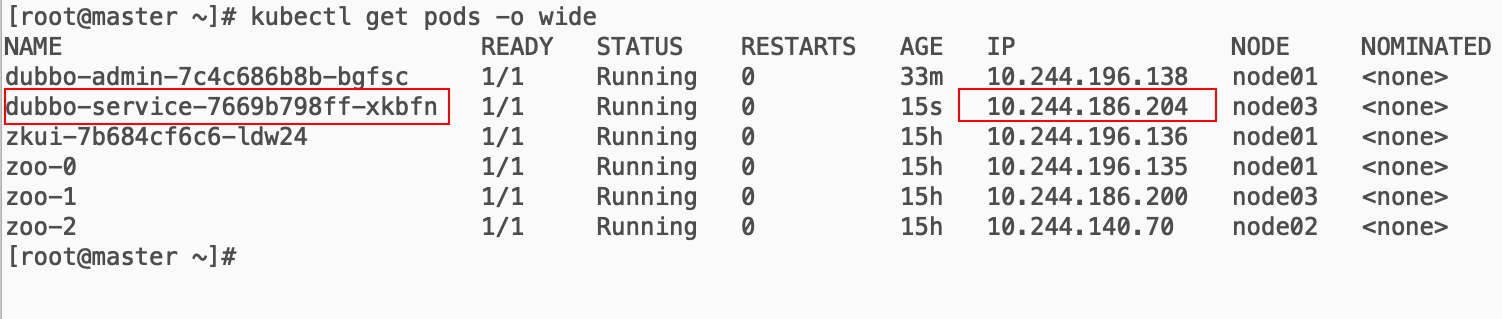 [root@master ~]# kubectl get pods -o wide
NAME READY STATUS RESTARTS AGE IP NODE NOMINATED
dubbo-admin-7c4c686b8b-bgfsc 1/1 Running 0 33m 10.244.196.138 node01 <none>
dubbo-service-7669b798ff-xkbfn 1/1 Running 0 15s 10.244.186.204 node03 <none>
zkui-7b684cf6c6-ldw24 1/1 Running 0 15h 10.244.196.136 node01 <none>
zoo-0 1/1 Running 0 15h 10.244.196.135 node01 <none>
zoo-1 1/1 Running 0 15h 10.244.186.200 node03 <none>
zoo-2 1/1 Running 0 15h 10.244.140.70 node02 <none>
[root@master ~]#